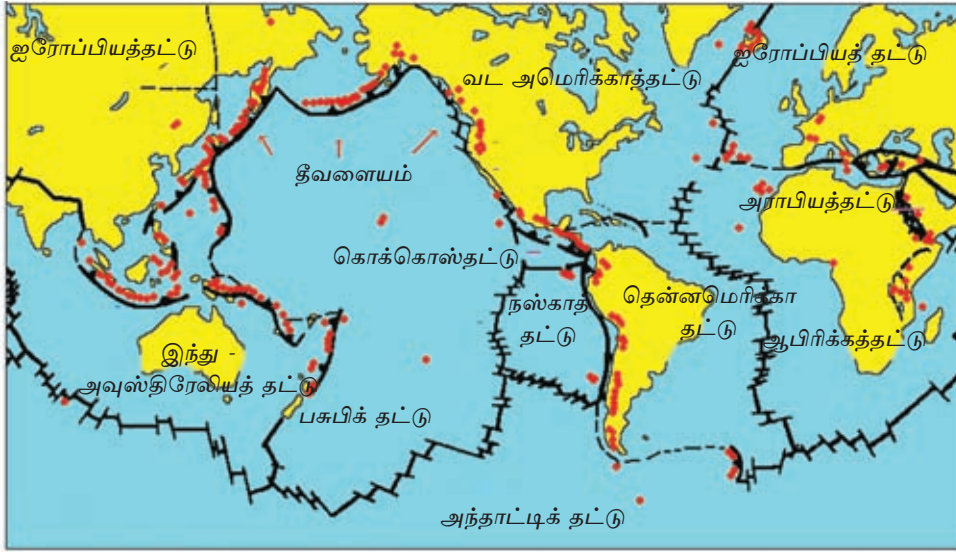 ஐரோப்பியத்தட்டு
ஐரோப்பியத் தட்டு
வட அமெரிக்காத்தட்டு
தீவளையம்
அராபியத்தட்டு
கொக்கொஸ்தட்டு
நஸ்காத
தட்டு
தென்னமெரிக்கா
தட்டு
ஆபிரிக்கத்தட்டு
இந்து -
அவுஸ்திரேலியத் தட்டு
பசுபிக் தட்டு
அந்தாட்டிக் தட்டு